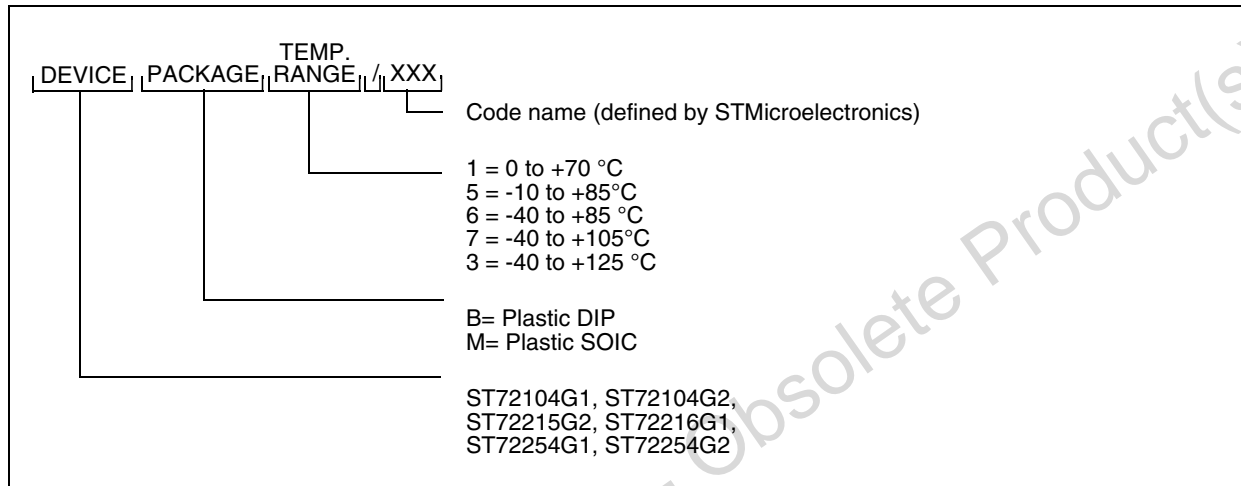 TEMP.
DEVICE PACKAGE RANGE / XXX
Code name (defined by STMicroelectronics)
1 = 0 to +70 °C
5 = -10 to +85°C
6 = -40 to +85 °C
7 = -40 to +105°C
3 = -40 to +125 °C
B= Plastic DIP
M= Plastic SOIC
ST72104G1, ST72104G2,
ST72215G2, ST72216G1,
ST72254G1, ST72254G2
Obsolete Product(s)